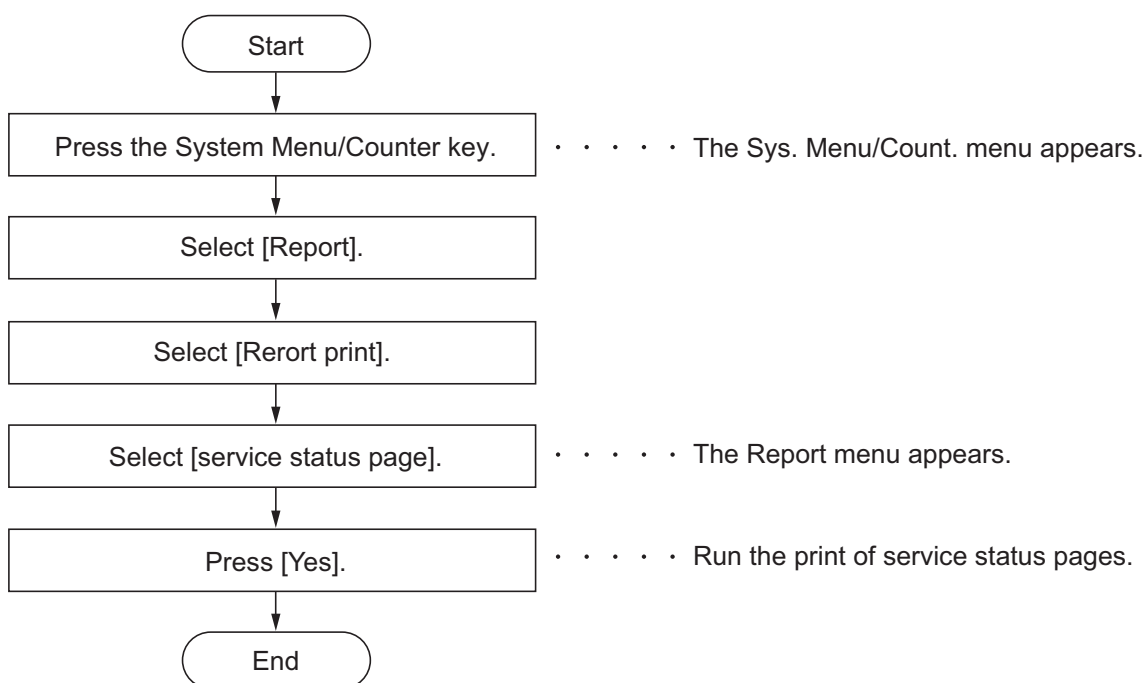 Start
Press the System Menu/Counter key.
The Sys. Menu/Count. menu appears.
Select [Report].
Select [Rerort print].
Select [service status page].
The Report menu appears.
Press [Yes].
Run the print of service status pages.
End